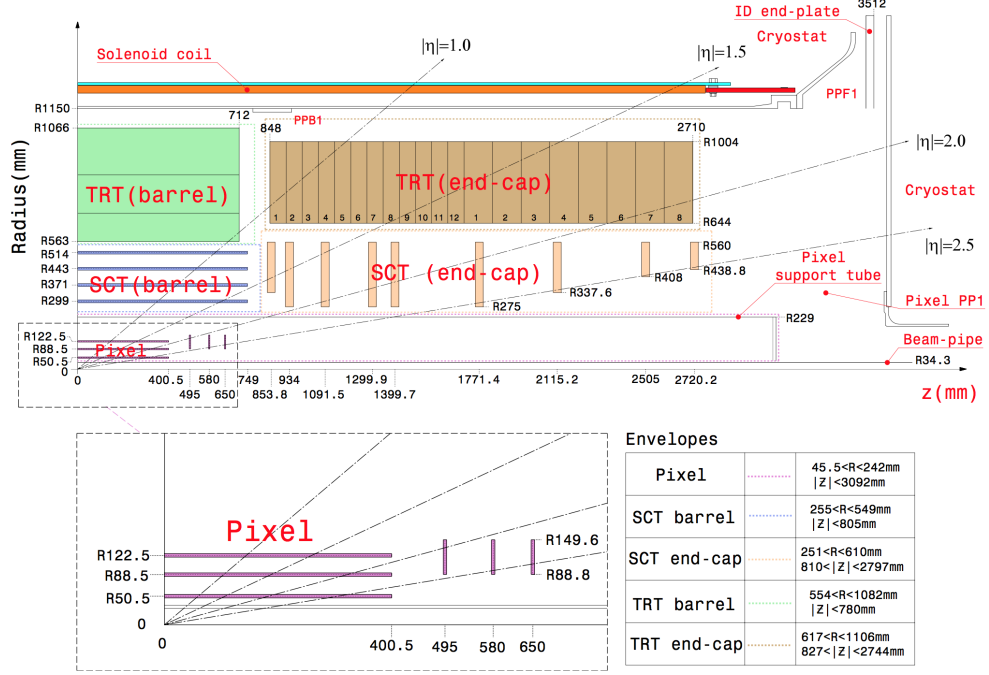 3512
ID end-plate
Cryostat
|η|=1.0
|η|=1.5
Solenoid coil
PPF1
R1150
712
PPB1
R1066
848
2710
R1004
|η|=2.0
Radius(mm)
TRT(barrel)
TRT(end-cap)
Cryostat
1 2 3 4 5 6 7 8 9 10 11 12 1 2 3 4 5 6 7 8
R644
R563
R560
|η|=2.5
R514
R443
R371
R299
SCT(barrel)
SCT (end-cap)
R438.8
R408
R337.6
R275
Pixel
support tube
Pixel PP1
R229
R122.5
R88.5
R50.5
0
Pixel
Beam-pipe
R34.3
0
400.5
580
749
934
1299.9
1771.4
2115.2
2505
2720.2
495
650
853.8
1091.5
1399.7
z(mm)
Pixel
R122.5
R88.5
R50.5
0
R149.6
R88.8
0
400.5
495
580
650
Envelopes
Pixel
45.5<R<242mm
|Z|<3092mm
SCT barrel
255<R<549mm
|Z|<805mm
SCT end-cap
251<R<610mm
810<|Z|<2797mm
TRT barrel
554<R<1082mm
|Z|<780mm
TRT end-cap
617<R<1106mm
827<|Z|<2744mm